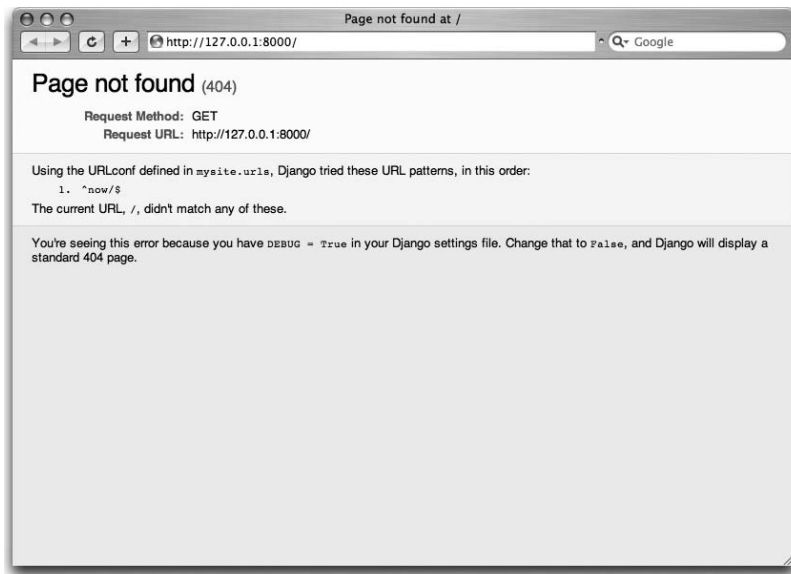 Page not found at /
http://127.0.0.1:8000/
Google
Page not found (404)
Request Method: GET
Request URL: http://127.0.0.1:8000/
Using the URLconf defined in mysite.urls, Django tried these URL patterns, in this order:
1. ^now/$
The current URL, /, didn't match any of these.
You're seeing this error because you have DEBUG = True in your Django settings file. Change that to False, and Django will display a
standard 404 page.